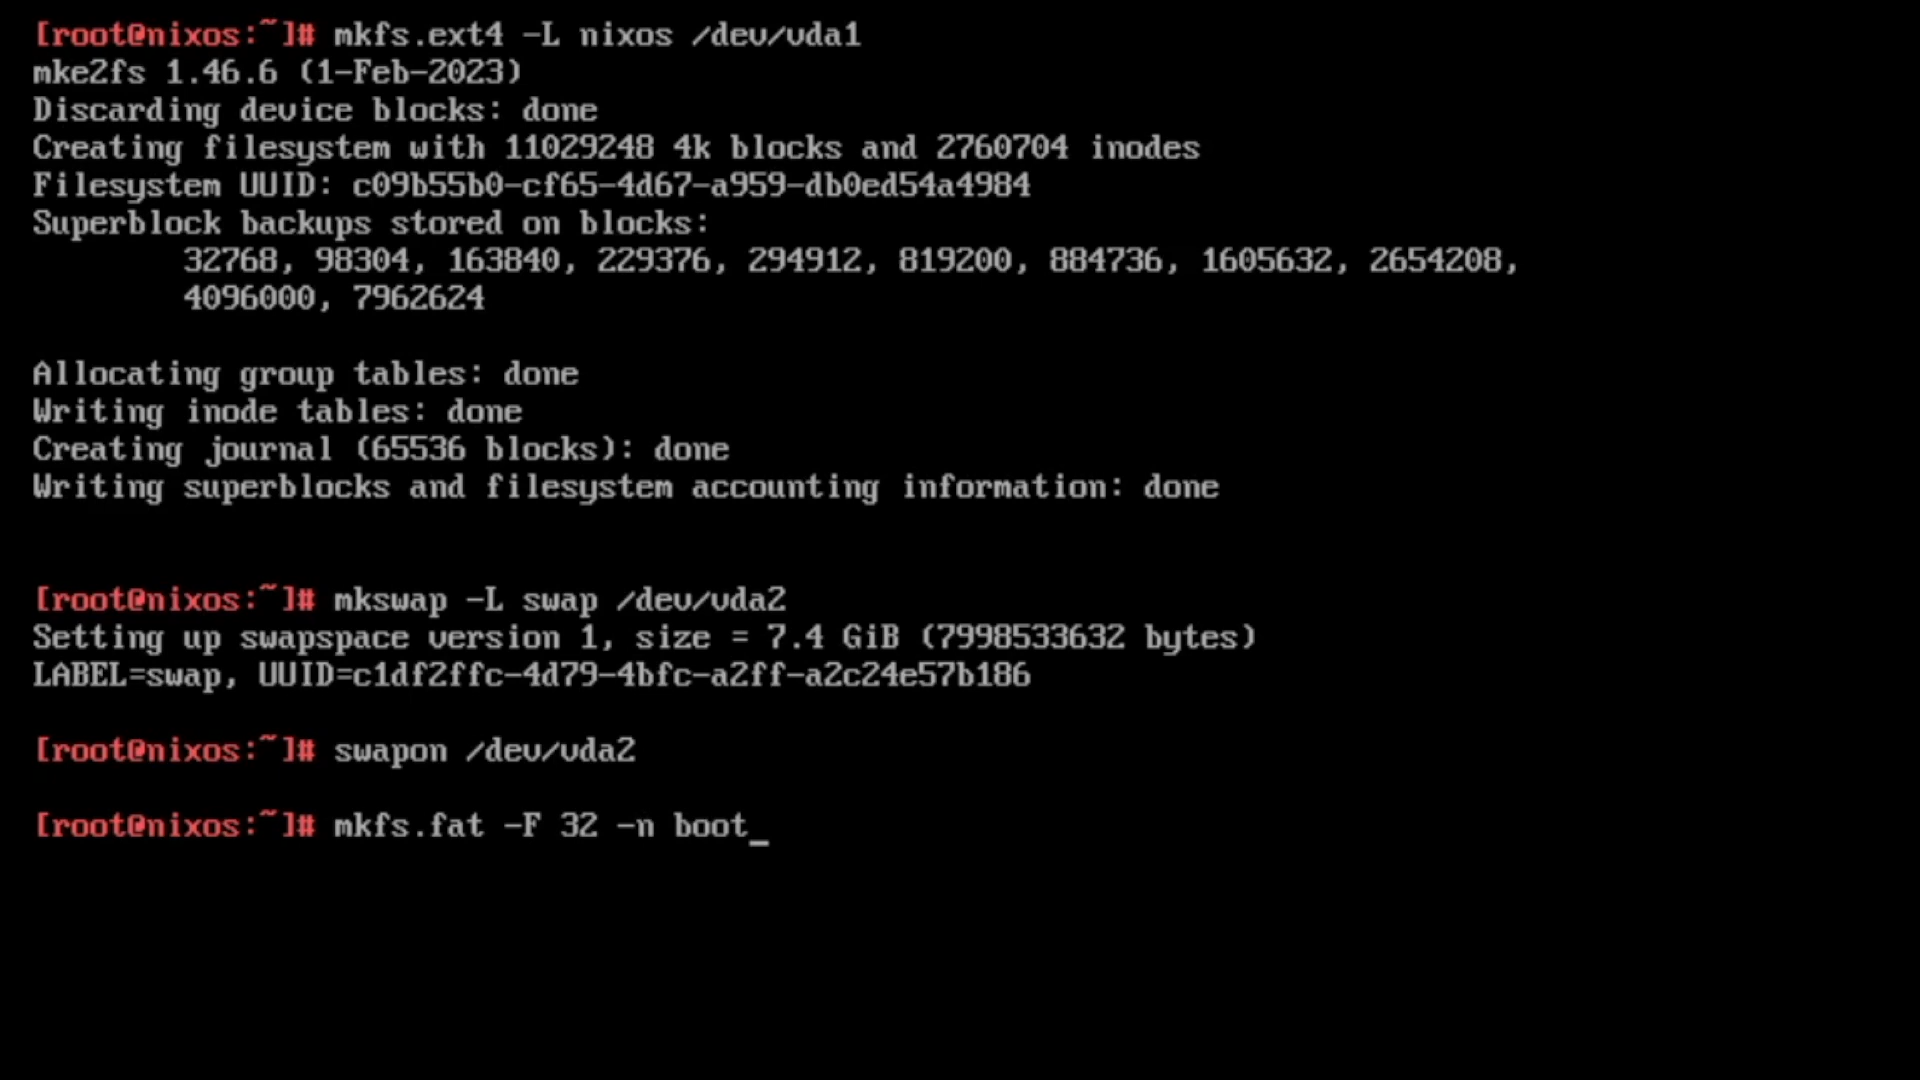 [root@nixos:~]# mkfs.ext4 -L nixos /dev/vda1
mke2fs 1.46.6 (1-Feb-2023)
Discarding device blocks: done
Creating filesystem with 11029248 4k blocks and 2760704 inodes
Filesystem UUID: c09b55b0-cf65-4d67-a959-db0ed54a4984
Superblock backups stored on blocks:
32768, 98304, 163840, 229376, 294912, 819200, 884736, 1605632, 2654208,
4096000, 7962624
Allocating group tables: done
Writing inode tables: done
Creating journal (65536 blocks): done
Writing superblocks and filesystem accounting information: done
[root@nixos:~]# mkswap -L swap /dev/vda2
Setting up swapspace version 1, size = 7.4 GiB (7998533632 bytes)
LABEL=swap, UUID=c1df2ffc-4d79-4bfc-a2ff-a2c24e57b186
[root@nixos:~]# swapon /dev/vda2
[root@nixos:~]# mkfs.fat -F 32 -n boot_